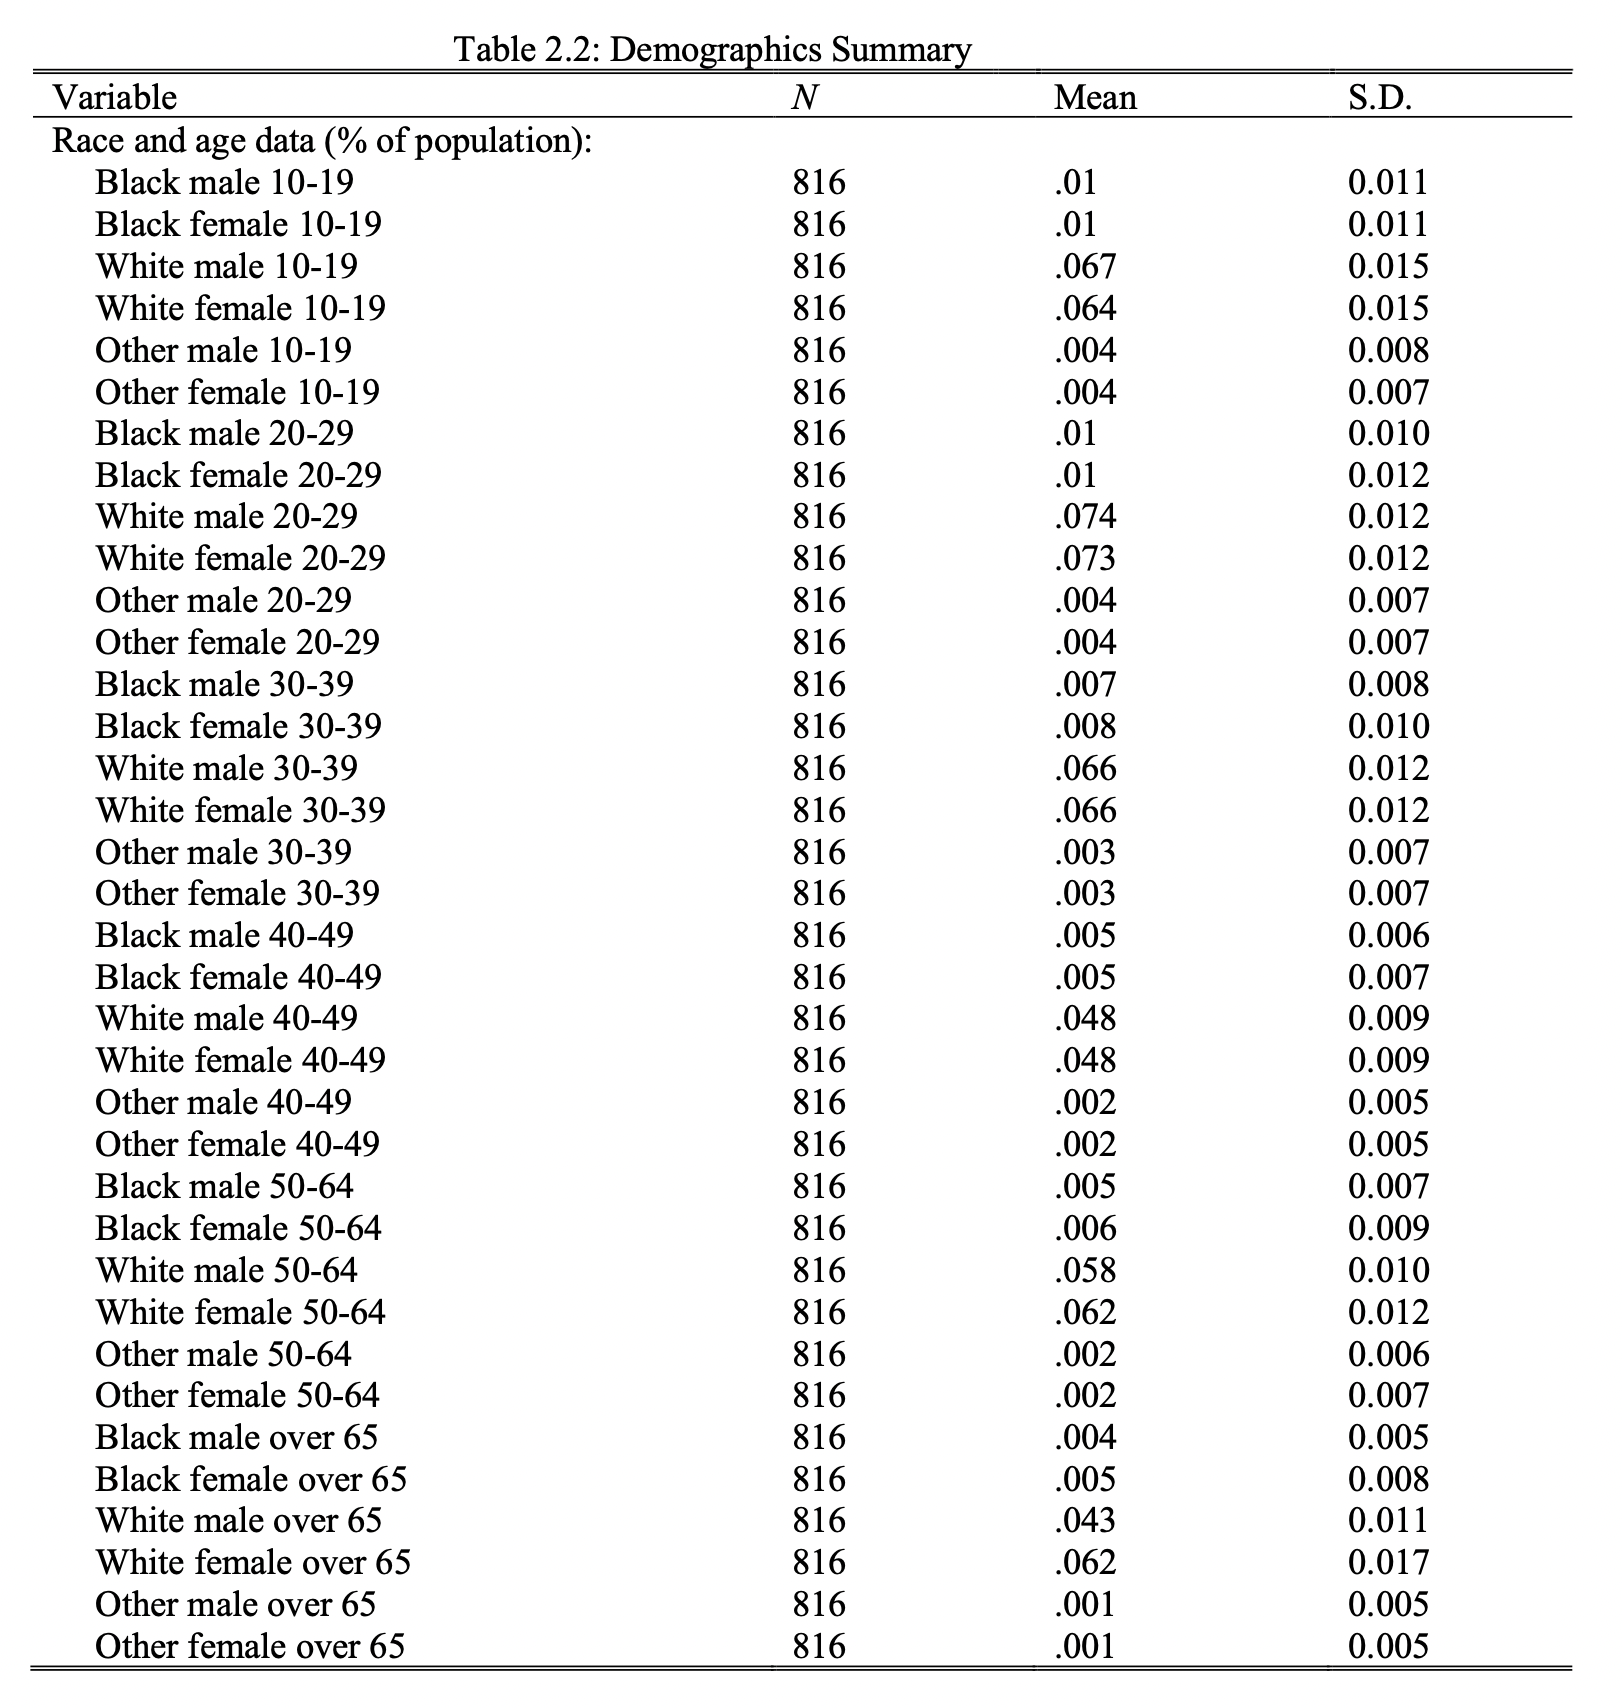 Table 2.2: Demographics Summary
Variable N Mean S.D.
Race and age data (% of population):
Black male 10-19 816 .01 0.011
Black female 10-19 816 .01 0.011
White male 10-19 816 .067 0.015
White female 10-19 816 .064 0.015
Other male 10-19 816 .004 0.008
Other female 10-19 816 .004 0.007
Black male 20-29 816 .01 0.010
Black female 20-29 816 .01 0.012
White male 20-29 816 .074 0.012
White female 20-29 816 .073 0.012
Other male 20-29 816 .004 0.007
Other female 20-29 816 .004 0.007
Black male 30-39 816 .007 0.008
Black female 30-39 816 .008 0.010
White male 30-39 816 .066 0.012
White female 30-39 816 .066 0.012
Other male 30-39 816 .003 0.007
Other female 30-39 816 .003 0.007
Black male 40-49 816 .005 0.006
Black female 40-49 816 .005 0.007
White male 40-49 816 .048 0.009
White female 40-49 816 .048 0.009
Other male 40-49 816 .002 0.005
Other female 40-49 816 .002 0.005
Black male 50-64 816 .005 0.007
Black female 50-64 816 .006 0.009
White male 50-64 816 .058 0.010
White female 50-64 816 .062 0.012
Other male 50-64 816 .002 0.006
Other female 50-64 816 .002 0.007
Black male over 65 816 .004 0.005
Black female over 65 816 .005 0.008
White male over 65 816 .043 0.011
White female over 65 816 .062 0.017
Other male over 65 816 .001 0.005
Other female over 65 816 .001 0.005